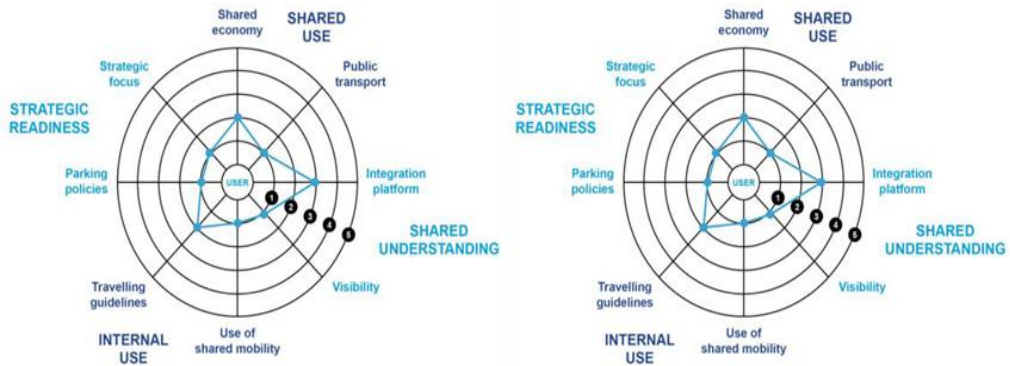 Shared
economy
SHARED
USE
Strategic
focus
Public
transport
STRATEGIC
READINESS
Parking
policies
USER
Integration
platform
1
2
3
4
5
SHARED
UNDERSTANDING
Travelling
guidelines
Visibility
INTERNAL
USE
Use of
shared mobility
Shared
economy
SHARED
USE
Strategic
focus
Public
transport
STRATEGIC
READINESS
Parking
policies
USER
Integration
platform
1
2
3
4
5
SHARED
UNDERSTANDING
Travelling
guidelines
Visibility
INTERNAL
USE
Use of
shared mobility